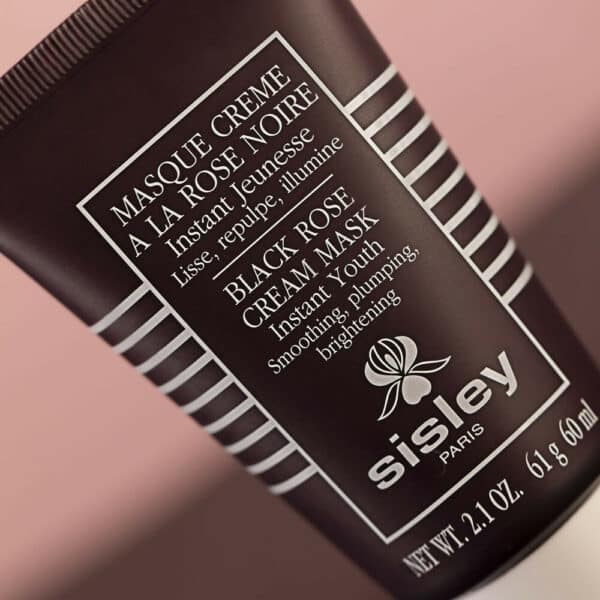 MASQUE CREME
A LA ROSE NOIRE
Instant Jeunesse
Lisse, repulpe, illumine
BLACK ROSE
CREAM MASK
Instant Youth
Smoothing, plumping,
brightening
sisley
PARIS
NET WT. 2.1 OZ. 61 g 60 ml